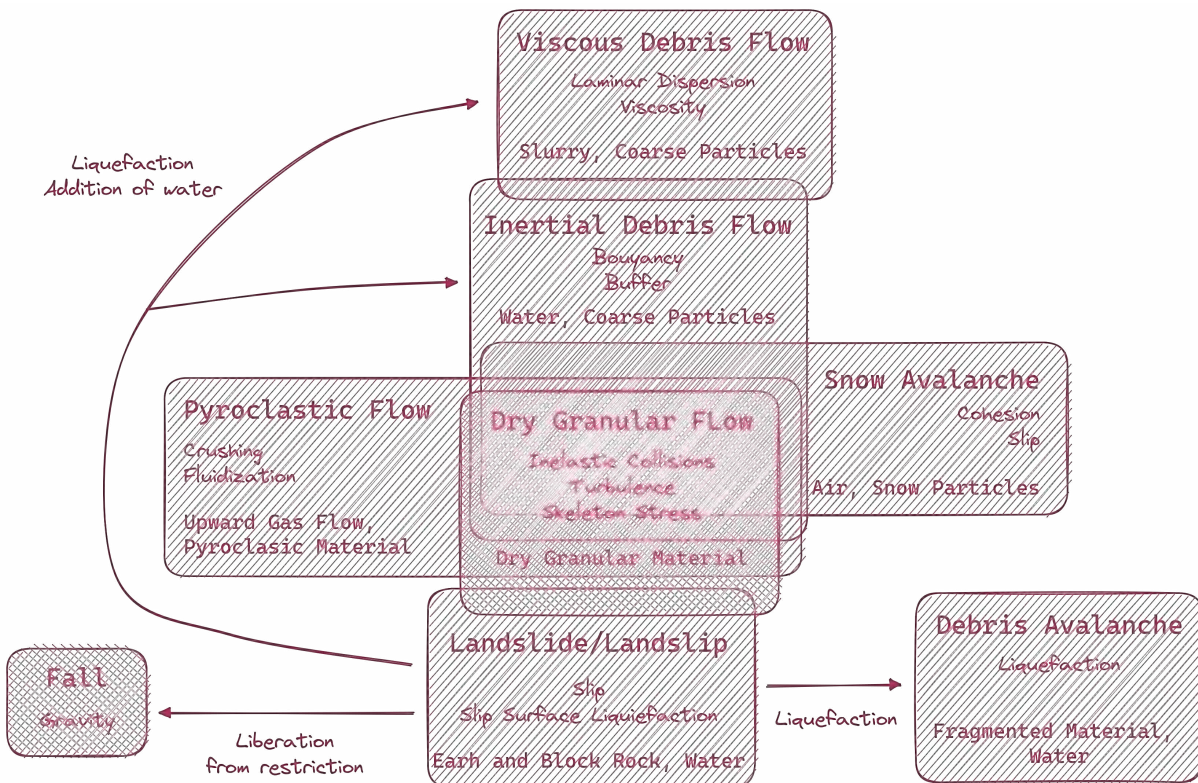 Viscous Debris Flow
Laminar Dispersion
Viscosity
Slurry, Coarse Particles
Liquefaction
Addition of water
Inertial Debris Flow
Bouyancy
Buffer
Water, Coarse Particles
Snow Avalanche
Cohesion
Slip
Air, Snow Particles
Pyroclastic Flow
Crushing
Fluidization
Upward Gas Flow,
Pyroclasic Material
Dry Granular Flow
Inelastic Collisions
Turbulence
Skeleton Stress
Dry Granular Material
Landslide/Landslip
Slip
Slip Surface Liquiefaction
Earh and Block Rock, Water
Fall
Gravity
Liberation
from restriction
Liquefaction
Debris Avalanche
Liquefaction
Fragmented Material,
Water